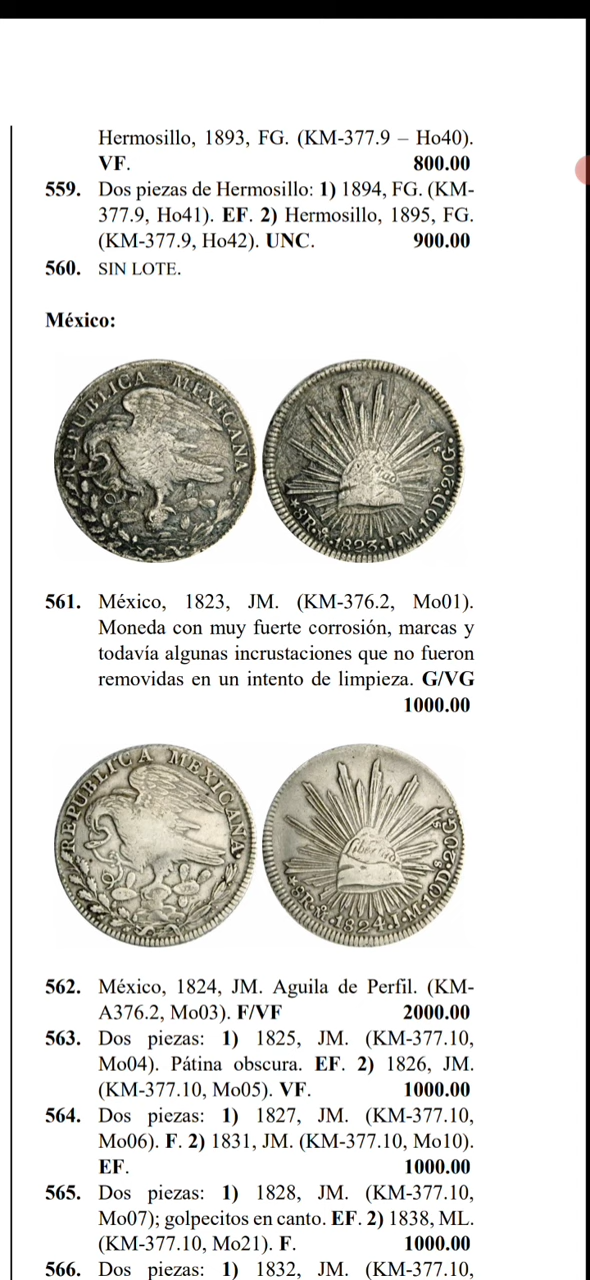 Hermosillo, 1893, FG. (KM-377.9 – Ho40).
VF. 800.00
559. Dos piezas de Hermosillo: 1) 1894, FG. (KM-
377.9, Ho41). EF. 2) Hermosillo, 1895, FG.
(KM-377.9, Ho42). UNC. 900.00
560. SIN LOTE.
México:
REPUBLICA MEXICANA
8R. 1823. J.M. 10D. 20G.
561. México, 1823, JM. (KM-376.2, Mo01).
Moneda con muy fuerte corrosión, marcas y
todavía algunas incrustaciones que no fueron
removidas en un intento de limpieza. G/VG
1000.00
REPUBLICA MEXICANA
Libertad
8R. 1824. J.M. 10Ds 20Gs.
562. México, 1824, JM. Aguila de Perfil. (KM-
A376.2, Mo03). F/VF 2000.00
563. Dos piezas: 1) 1825, JM. (KM-377.10,
Mo04). Pátina obscura. EF. 2) 1826, JM.
(KM-377.10, Mo05). VF. 1000.00
564. Dos piezas: 1) 1827, JM. (KM-377.10,
Mo06). F. 2) 1831, JM. (KM-377.10, Mo10).
EF. 1000.00
565. Dos piezas: 1) 1828, JM. (KM-377.10,
Mo07); golpecitos en canto. EF. 2) 1838, ML.
(KM-377.10, Mo21). F. 1000.00
566. Dos piezas: 1) 1832, JM. (KM-377.10,